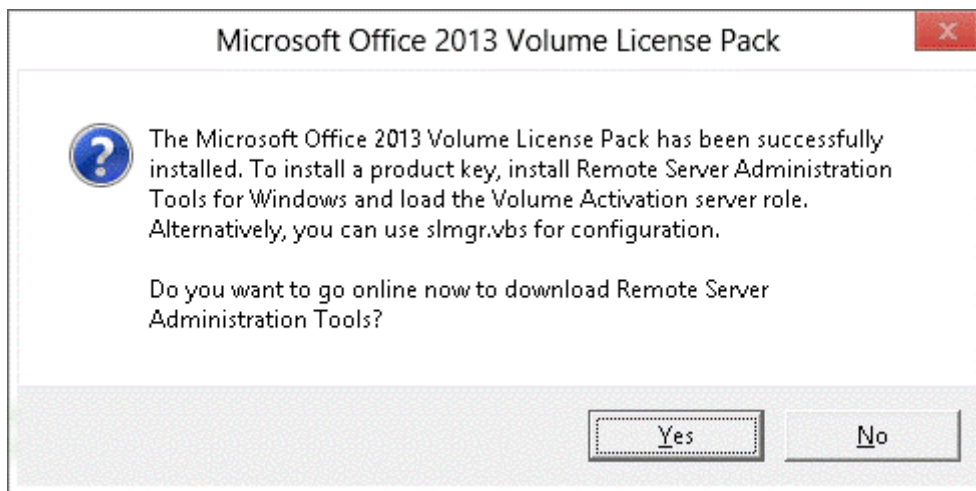 Microsoft Office 2013 Volume License Pack
x
?
The Microsoft Office 2013 Volume License Pack has been successfully
installed. To install a product key, install Remote Server Administration
Tools for Windows and load the Volume Activation server role.
Alternatively, you can use slmgr.vbs for configuration.
Do you want to go online now to download Remote Server
Administration Tools?
Yes
No